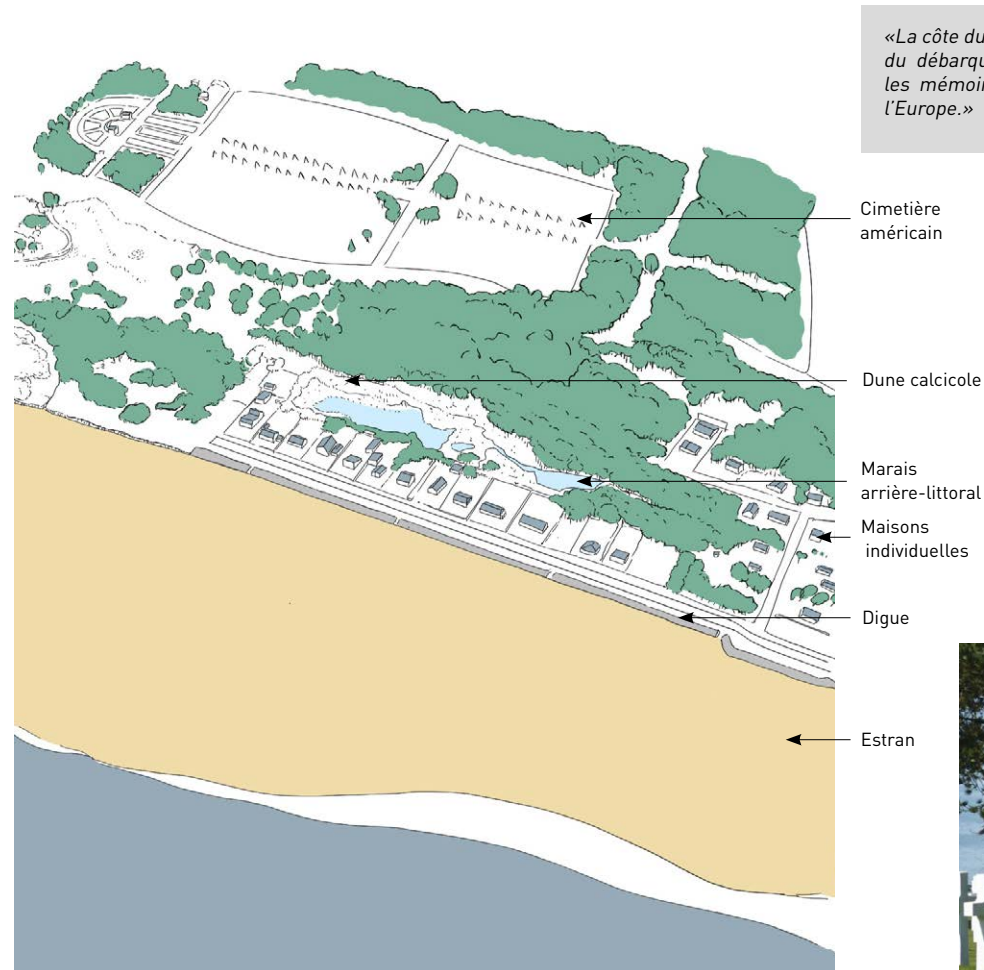 «La côte du
du débarqu
les mémoir
l'Europe.»
Cimetière
américain
Dune calcicole
Marais
arrière-littoral
Maisons
individuelles
Digue
Estran